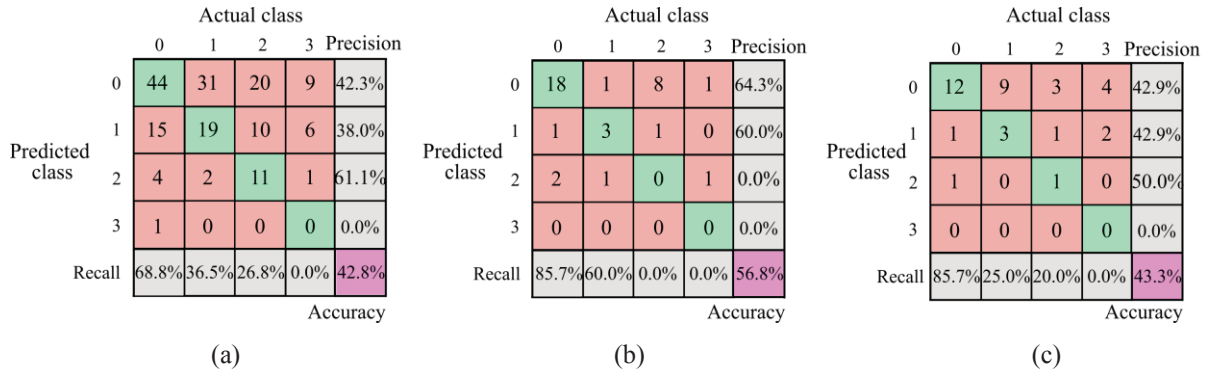 Actual class
0 1 2 3 Precision
0 44 31 20 9 42.3%
1 15 19 10 6 38.0%
Predicted class
2 4 2 11 1 61.1%
3 1 0 0 0 0.0%
Recall 68.8% 36.5% 26.8% 0.0% 42.8%
Accuracy
(a)
Actual class
0 1 2 3 Precision
0 18 1 8 1 64.3%
1 1 3 1 0 60.0%
Predicted class
2 2 1 0 1 0.0%
3 0 0 0 0 0.0%
Recall 85.7% 60.0% 0.0% 0.0% 56.8%
Accuracy
(b)
Actual class
0 1 2 3 Precision
0 12 9 3 4 42.9%
1 1 3 1 2 42.9%
Predicted class
2 1 0 1 0 50.0%
3 0 0 0 0 0.0%
Recall 85.7% 25.0% 20.0% 0.0% 43.3%
Accuracy
(c)